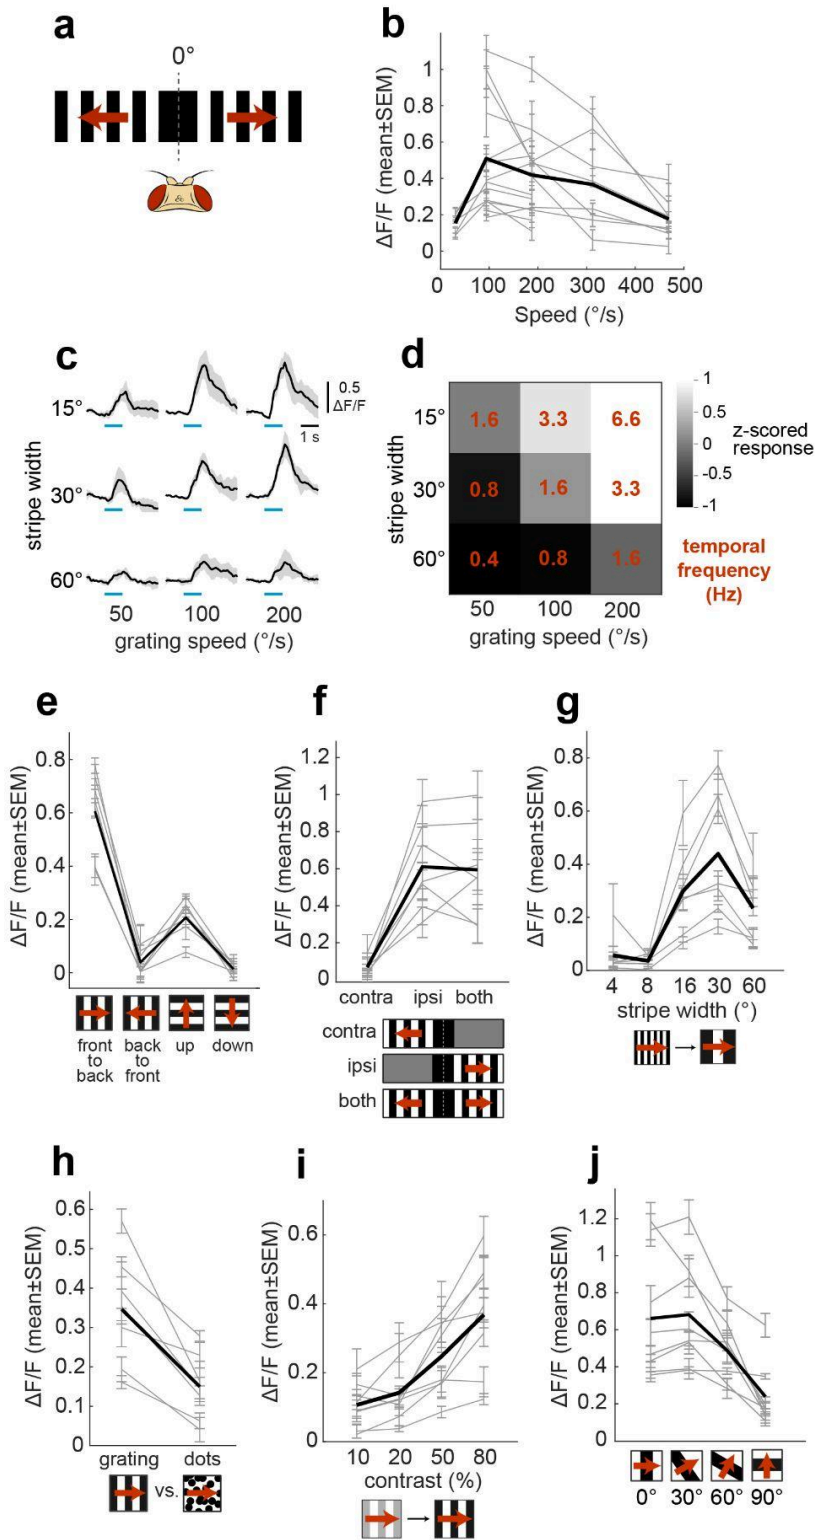 a
0°
b
ΔF/F (mean±SEM)
1
0.8
0.6
0.4
0.2
0
0 100 200 300 400 500
Speed (°/s)
c
stripe width
15°
30°
60°
0.5
ΔF/F
1 s
50 100 200
grating speed (°/s)
d
stripe width
15°
30°
60°
1.6 3.3 6.6
0.8 1.6 3.3
0.4 0.8 1.6
50 100 200
grating speed (°/s)
1
0.5
0
-0.5
-1
z-scored
response
temporal
frequency
(Hz)
e
ΔF/F (mean±SEM)
0.8
0.6
0.4
0.2
0
front
to
back
back
to
front
up
down
f
ΔF/F (mean±SEM)
1.2
1
0.8
0.6
0.4
0.2
0
contra ipsi both
contra
ipsi
both
g
ΔF/F (mean±SEM)
0.8
0.6
0.4
0.2
0
4 8 16 30 60
stripe width (°)
h
ΔF/F (mean±SEM)
0.6
0.5
0.4
0.3
0.2
0.1
0
grating dots
vs.
i
ΔF/F (mean±SEM)
0.6
0.4
0.2
0
10 20 50 80
contrast (%)
j
ΔF/F (mean±SEM)
1.2
1
0.8
0.6
0.4
0.2
0
0° 30° 60° 90°